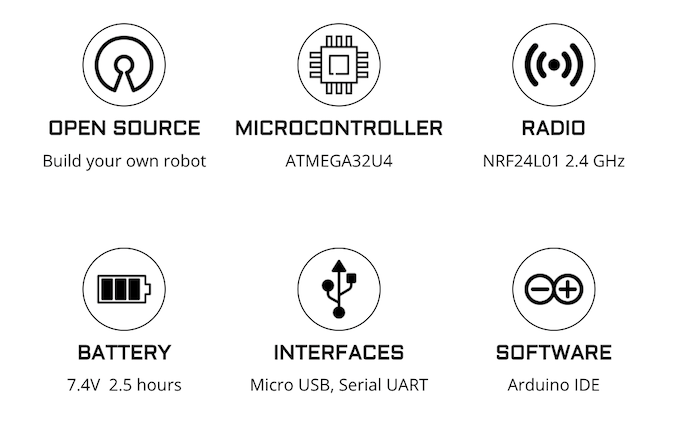 OPEN SOURCE
Build your own robot
MICROCONTROLLER
ATMEGA32U4
RADIO
NRF24L01 2.4 GHz
BATTERY
7.4V 2.5 hours
INTERFACES
Micro USB, Serial UART
SOFTWARE
Arduino IDE